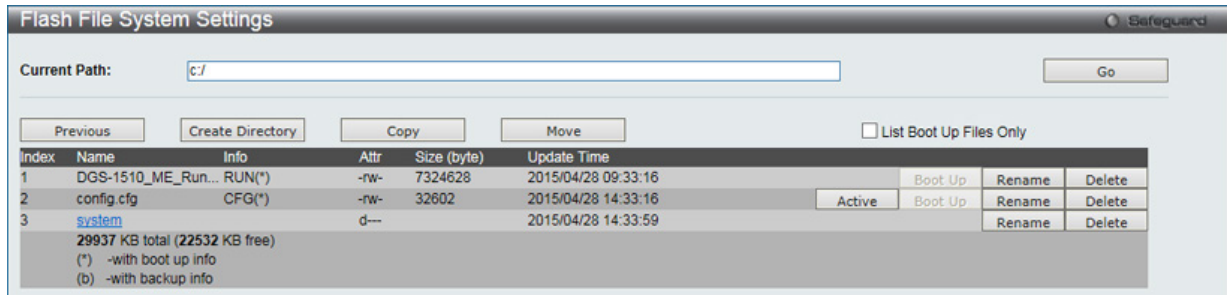 Flash File System Settings
Safeguard
Current Path: c:/ Go
Previous Create Directory Copy Move List Boot Up Files Only
Index Name Info Attr Size (byte) Update Time
1 DGS-1510_ME_Run... RUN(*) -rw- 7324628 2015/04/28 09:33:16 Boot Up Rename Delete
2 config.cfg CFG(*) -rw- 32602 2015/04/28 14:33:16 Active Boot Up Rename Delete
3 system d--- 2015/04/28 14:33:59 Rename Delete
29937 KB total (22532 KB free)
(*) -with boot up info
(b) -with backup info